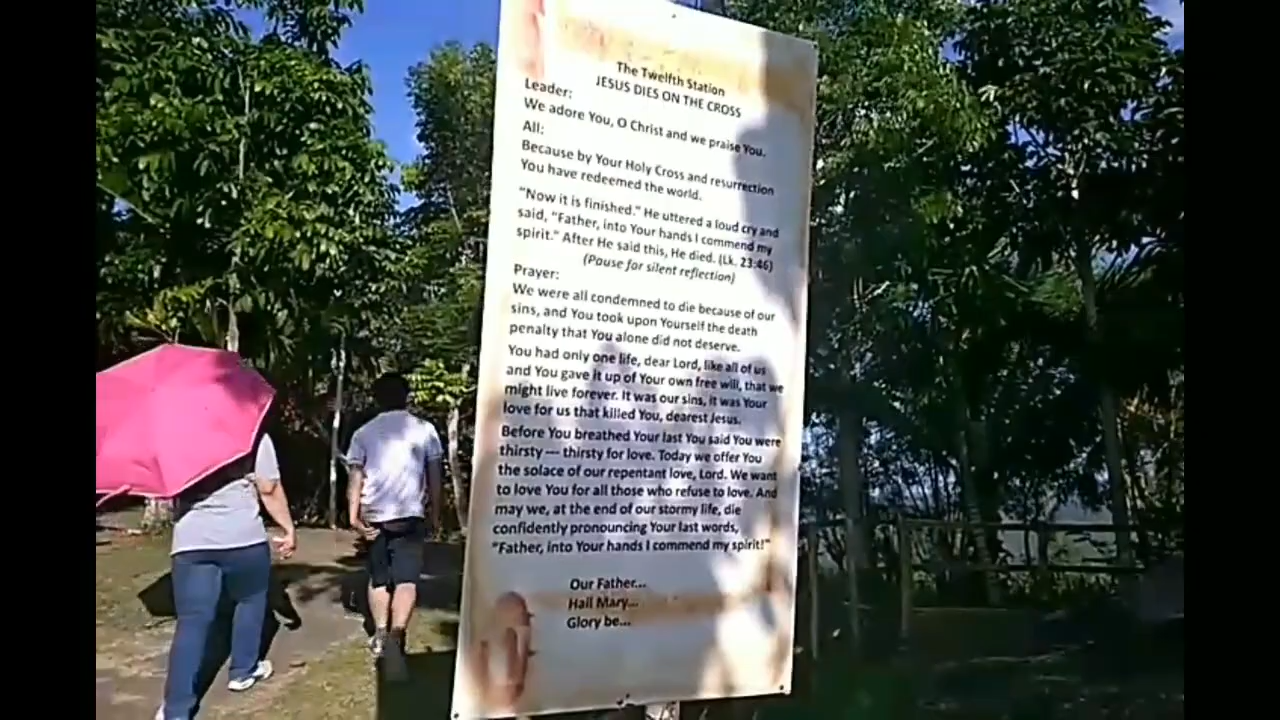 The Twelfth Station
JESUS DIES ON THE CROSS
Leader:
We adore You, O Christ and we praise You.
All:
Because by Your Holy Cross and resurrection
You have redeemed the world.
"Now it is finished." He uttered a loud cry and
said, "Father, into Your hands I commend my
spirit." After He said this, He died. (Lk. 23:46)
(Pause for silent reflection)
Prayer:
We were all condemned to die because of our
sins, and You took upon Yourself the death
penalty that You alone did not deserve.
You had only one life, dear Lord, like all of us
and You gave it up of Your own free will, that we
might live forever. It was our sins, it was Your
love for us that killed You, dearest Jesus.
Before You breathed Your last You said You were
thirsty — thirsty for love. Today we offer You
the solace of our repentant love, Lord. We want
to love You for all those who refuse to love. And
may we, at the end of our stormy life, die
confidently pronouncing Your last words,
"Father, into Your hands I commend my spirit!"
Our Father...
Hail Mary...
Glory be...